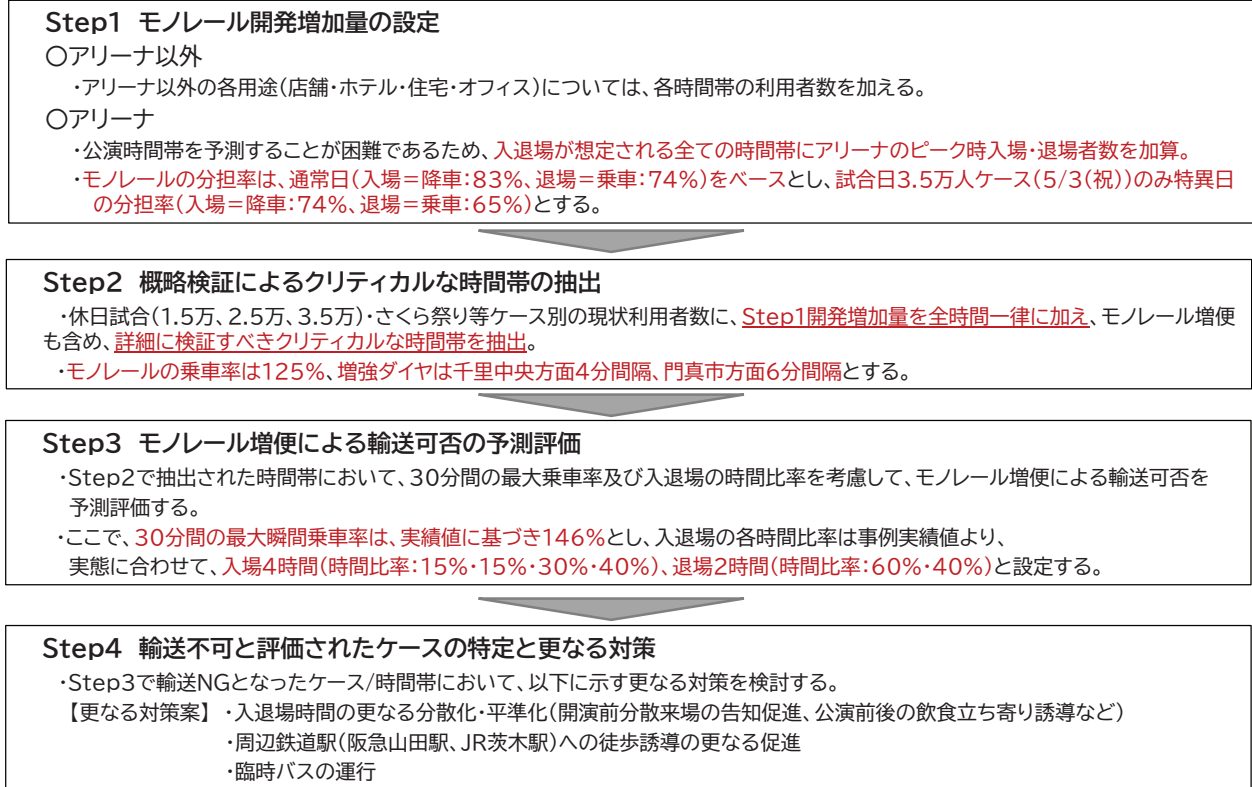 Step1 モノレール開発増加量の設定
〇アリーナ以外
・アリーナ以外の各用途(店舗・ホテル・住宅・オフィス)については、各時間帯の利用者数を加える。
〇アリーナ
・公演時間帯を予測することが困難であるため、入退場が想定される全ての時間帯にアリーナのピーク時入場・退場者数を加算。
・モノレールの分担率は、通常日(入場=降車:83%、退場=乗車:74%)をベースとし、試合日3.5万人ケース(5/3(祝))のみ特異日
の分担率(入場=降車:74%、退場=乗車:65%)とする。
Step2 概略検証によるクリティカルな時間帯の抽出
・休日試合(1.5万、2.5万、3.5万)・さくら祭り等ケース別の現状利用者数に、Step1開発増加量を全時間一律に加え、モノレール増便
も含め、詳細に検証すべきクリティカルな時間帯を抽出。
・モノレールの乗車率は125%、増強ダイヤは千里中央方面4分間隔、門真市方面6分間隔とする。
Step3 モノレール増便による輸送可否の予測評価
・Step2で抽出された時間帯において、30分間の最大乗車率及び入退場の時間比率を考慮して、モノレール増便による輸送可否を
予測評価する。
・ここで、30分間の最大瞬間乗車率は、実績値に基づき146%とし、入退場の各時間比率は事例実績値より、
実態に合わせて、入場4時間(時間比率:15%・15%・30%・40%)、退場2時間(時間比率:60%・40%)と設定する。
Step4 輸送不可と評価されたケースの特定と更なる対策
・Step3で輸送NGとなったケース/時間帯において、以下に示す更なる対策を検討する。
【更なる対策案】・入退場時間の更なる分散化・平準化(開演前分散来場の告知促進、公演前後の飲食立ち寄り誘導など)
・周辺鉄道駅(阪急山田駅、JR茨木駅)への徒歩誘導の更なる促進
・臨時バスの運行